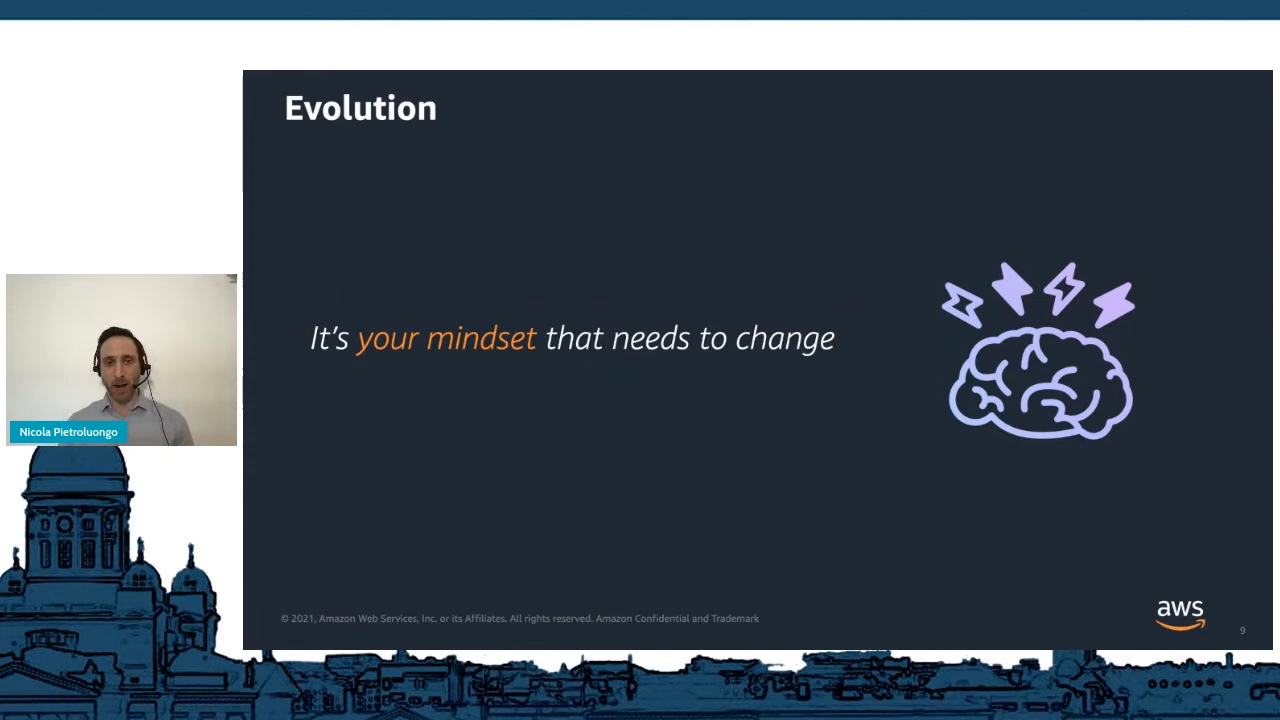 Evolution
It's your mindset that needs to change
Nicola Pietroluongo
© 2021, Amazon Web Services, Inc. or its Affiliates. All rights reserved. Amazon Confidential and Trademark
aws
9